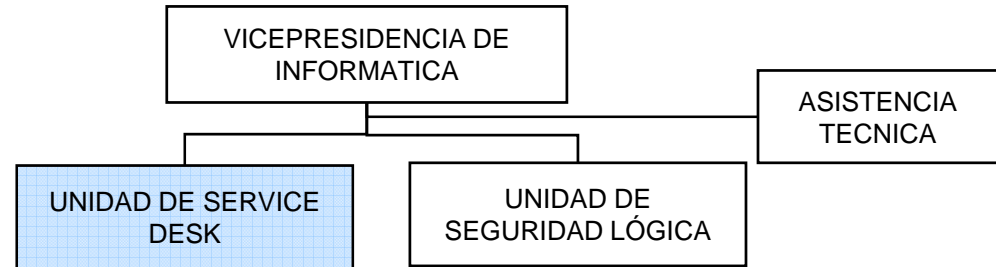 VICEPRESIDENCIA DE
INFORMATICA
ASISTENCIA
TECNICA
UNIDAD DE SERVICE
DESK
UNIDAD DE
SEGURIDAD LÓGICA